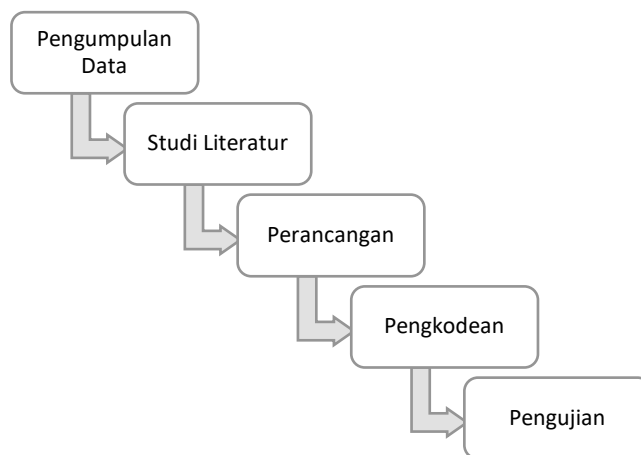 Pengumpulan
Data
Studi Literatur
Perancangan
Pengkodean
Pengujian